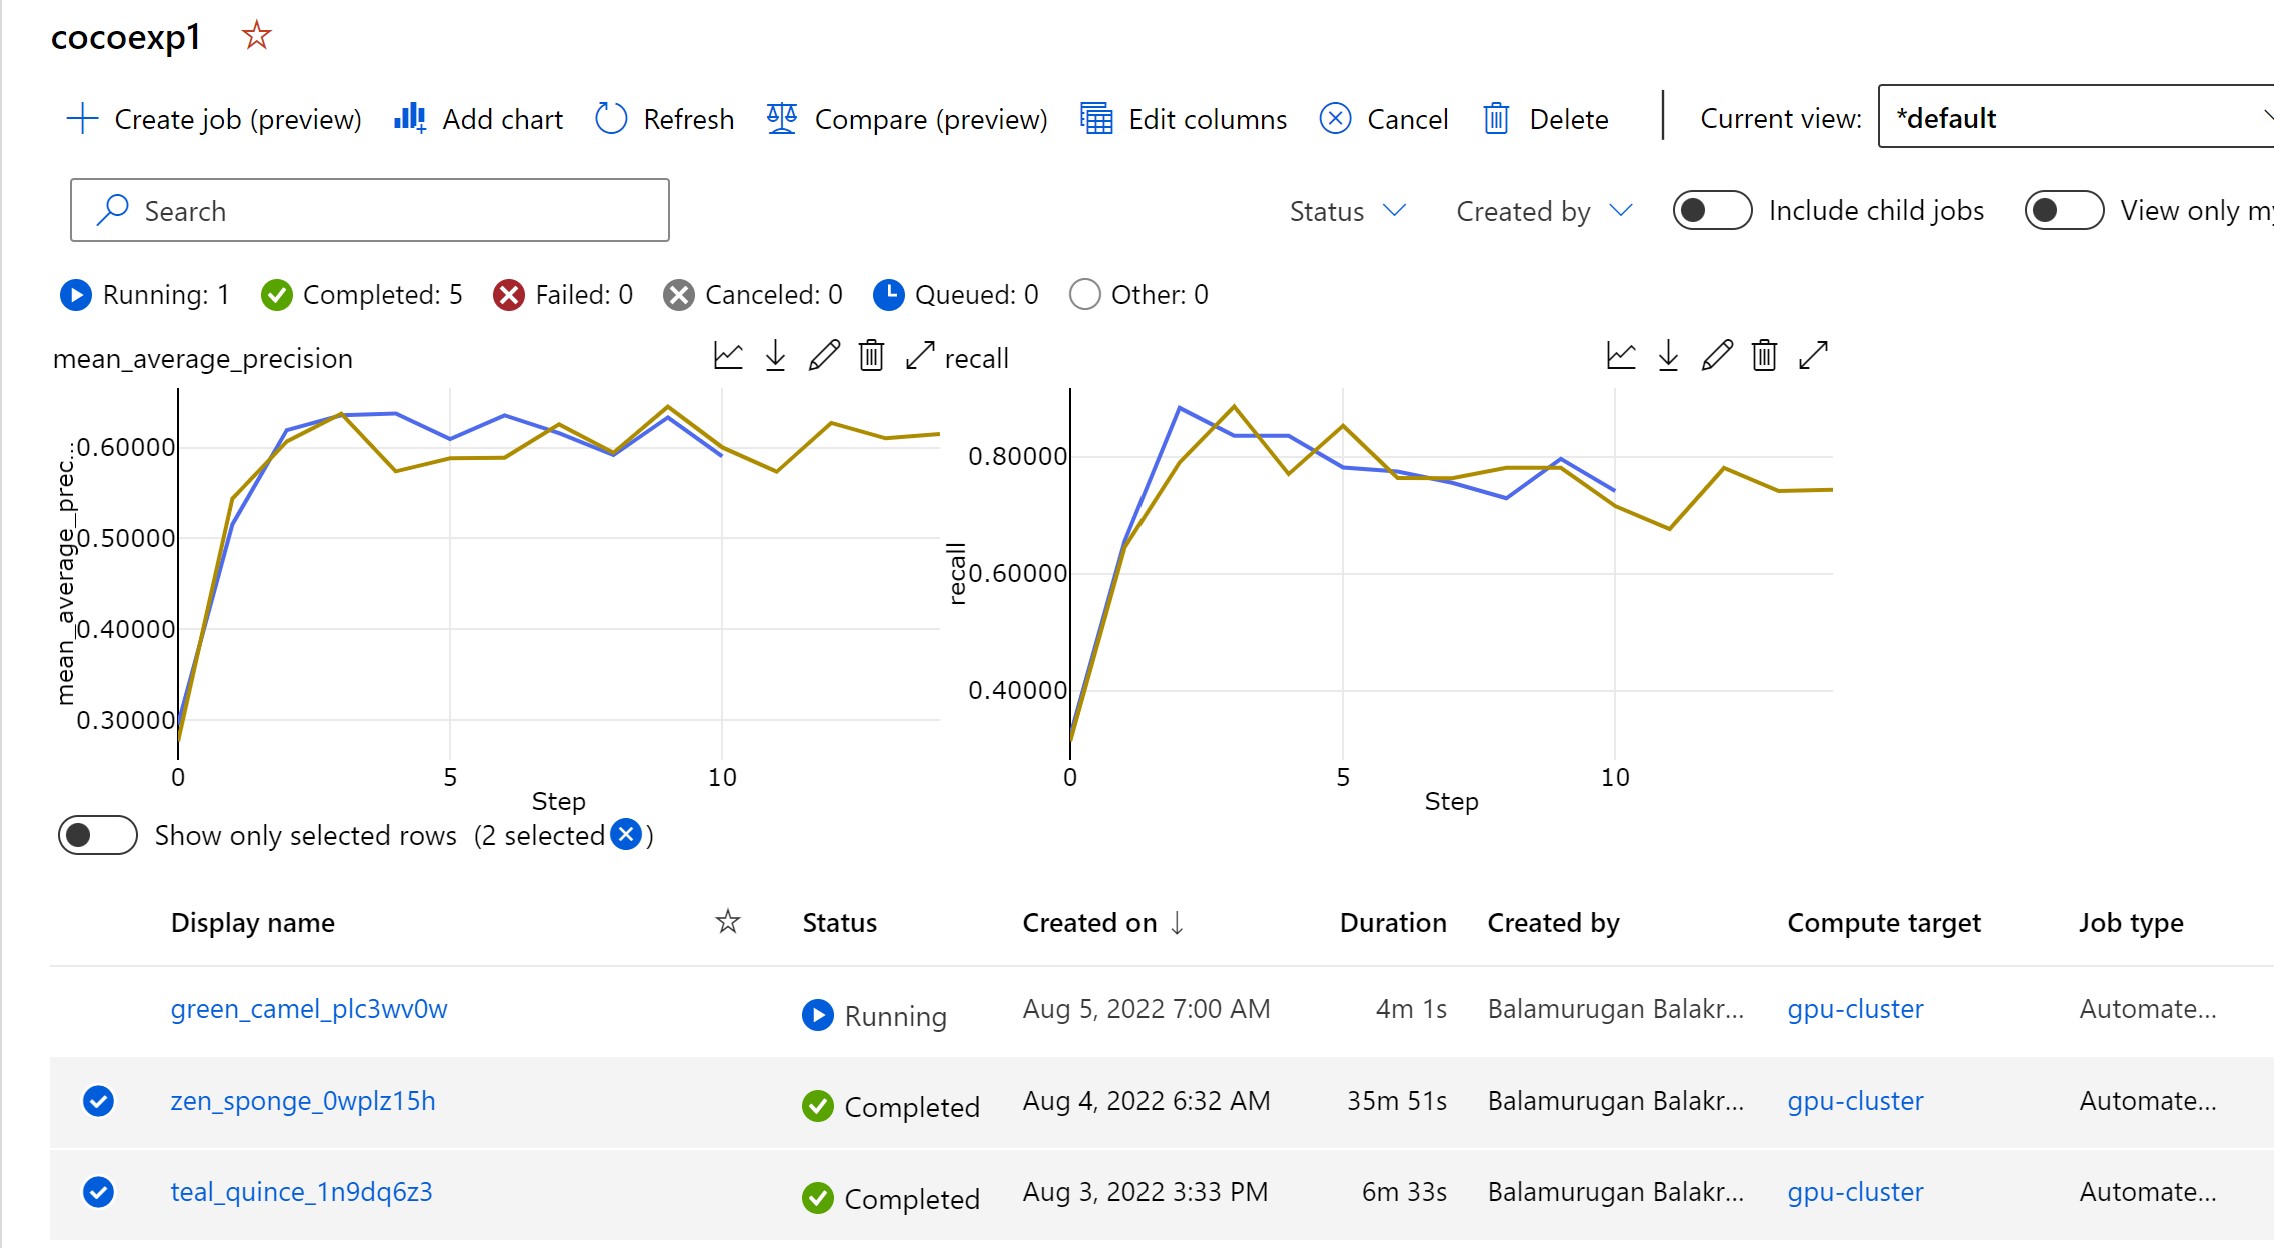 cocoexp1
Create job (preview) Add chart Refresh Compare (preview) Edit columns Cancel Delete Current view: *default
Search Status Created by Include child jobs View only my
Running: 1 Completed: 5 Failed: 0 Canceled: 0 Queued: 0 Other: 0
mean_average_precision
mean_average_prec...
0.60000
0.50000
0.40000
0.30000
0 5 10
Step
recall
recall
0.80000
0.60000
0.40000
0 5 10
Step
Show only selected rows (2 selected )
Display name Status Created on ↓ Duration Created by Compute target Job type
green_camel_plc3wv0w Running Aug 5, 2022 7:00 AM 4m 1s Balamurugan Balakr... gpu-cluster Automate...
zen_sponge_0wplz15h Completed Aug 4, 2022 6:32 AM 35m 51s Balamurugan Balakr... gpu-cluster Automate...
teal_quince_1n9dq6z3 Completed Aug 3, 2022 3:33 PM 6m 33s Balamurugan Balakr... gpu-cluster Automate...